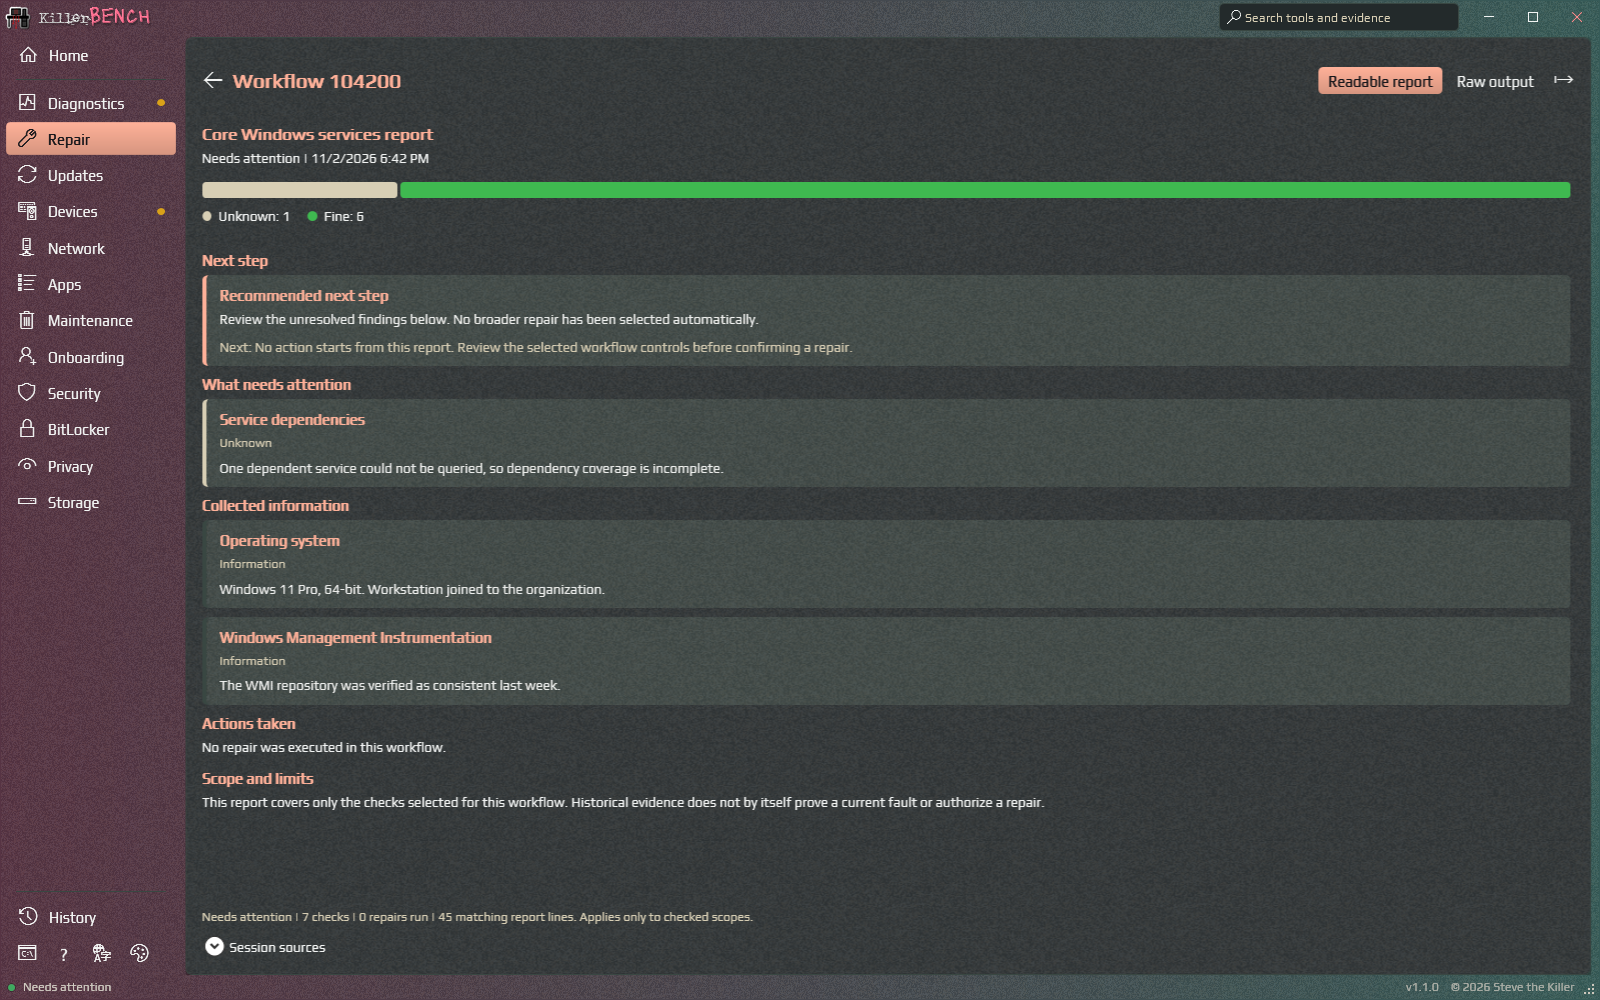 KillerBENCH
Search tools and evidence
Home
Diagnostics
Repair
Updates
Devices
Network
Apps
Maintenance
Onboarding
Security
BitLocker
Privacy
Storage
History
Workflow 104200
Readable report
Raw output
Core Windows services report
Needs attention | 11/2/2026 6:42 PM
Unknown: 1
Fine: 6
Next step
Recommended next step
Review the unresolved findings below. No broader repair has been selected automatically.
Next: No action starts from this report. Review the selected workflow controls before confirming a repair.
What needs attention
Service dependencies
Unknown
One dependent service could not be queried, so dependency coverage is incomplete.
Collected information
Operating system
Information
Windows 11 Pro, 64-bit. Workstation joined to the organization.
Windows Management Instrumentation
Information
The WMI repository was verified as consistent last week.
Actions taken
No repair was executed in this workflow.
Scope and limits
This report covers only the checks selected for this workflow. Historical evidence does not by itself prove a current fault or authorize a repair.
Needs attention | 7 checks | 0 repairs run | 45 matching report lines. Applies only to checked scopes.
Session sources
Needs attention
v1.1.0
© 2026 Steve the Killer